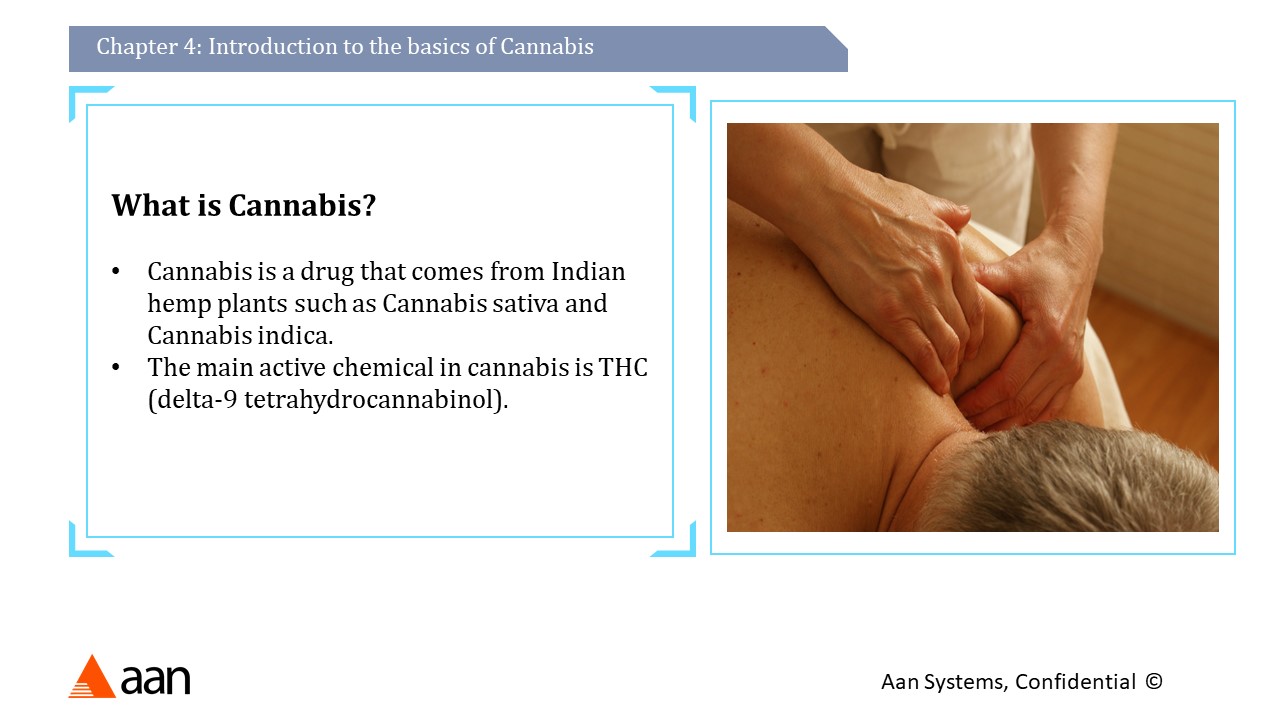 Chapter 4: Introduction to the basics of Cannabis
What is Cannabis?
• Cannabis is a drug that comes from Indian
hemp plants such as Cannabis sativa and
Cannabis indica.
• The main active chemical in cannabis is THC
(delta-9 tetrahydrocannabinol).
aan
Aan Systems, Confidential ©